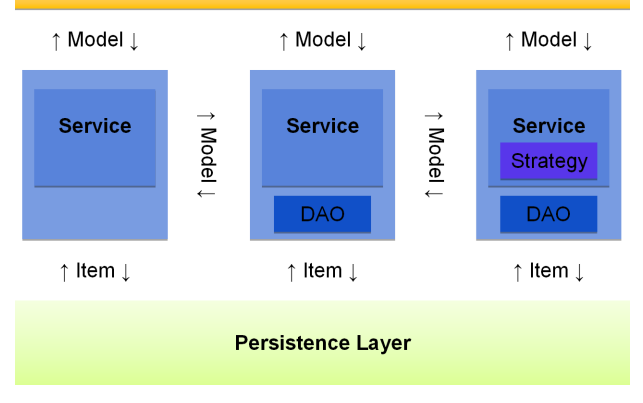 ↑ Model ↓
↑ Model ↓
↑ Model ↓
Service
↑ Model ↓
Service
DAO
↑ Model ↓
Service
Strategy
DAO
↑ Item ↓
↑ Item ↓
↑ Item ↓
Persistence Layer